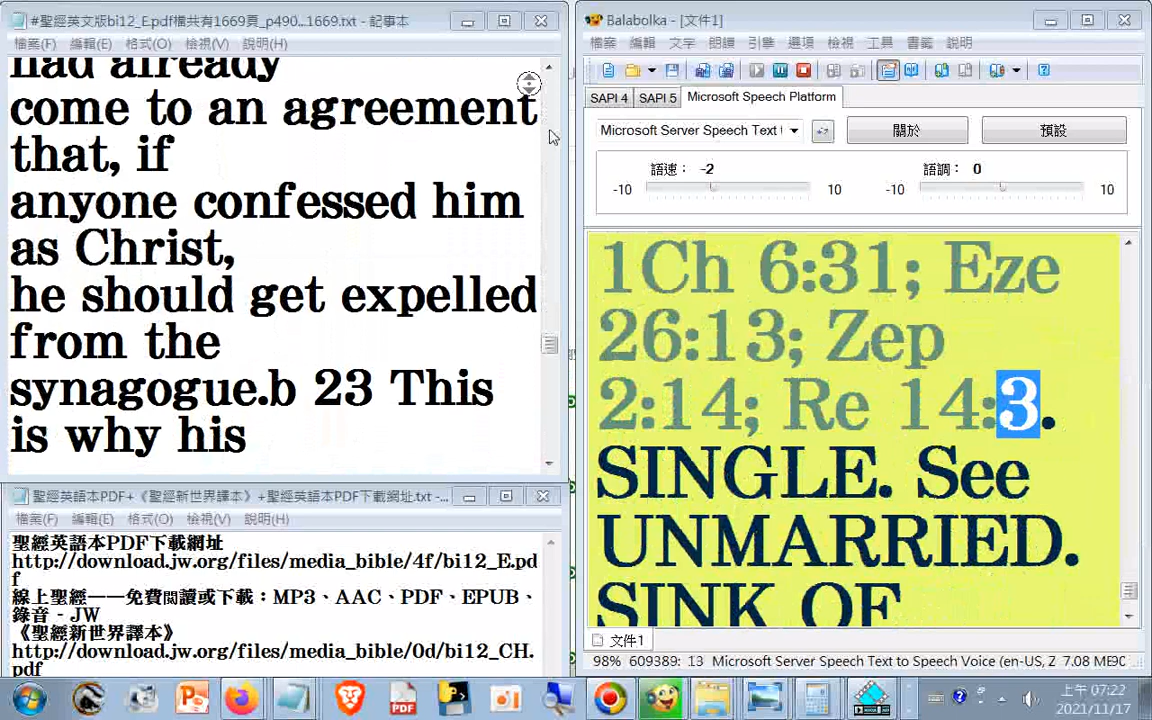 #聖經英文版bi12_E.pdf檔共有1669頁_p490...1669.txt - 記事本
檔案(F) 編輯(E) 格式(O) 檢視(V) 說明(H)
had already
come to an agreement
that, if
anyone confessed him
as Christ,
he should get expelled
from the
synagogue.b 23 This
is why his
聖經英語本PDF+《聖經新世界譯本》+聖經英語本PDF下載網址.txt -...
檔案(F) 編輯(E) 格式(O) 檢視(V) 說明(H)
聖經英語本PDF下載網址
http://download.jw.org/files/media_bible/4f/bi12_E.pd
f
線上聖經——免費閱讀或下載：MP3、AAC、PDF、EPUB、
錄音 - JW
《聖經新世界譯本》
http://download.jw.org/files/media_bible/0d/bi12_CH.
pdf
Balabolka - [文件1]
檔案 編輯 文字 朗讀 引擎 選項 檢視 工具 書籤 說明
SAPI 4 SAPI 5 Microsoft Speech Platform
Microsoft Server Speech Text 關於 預設
語速： -2 語調： 0
-10 10 -10 10
1Ch 6:31; Eze
26:13; Zep
2:14; Re 14:3.
SINGLE. See
UNMARRIED.
SINK OF
文件1
98% 609389: 13 Microsoft Server Speech Text to Speech Voice (en-US, Z 7.08 ME90
上午 07:22
2021/11/17